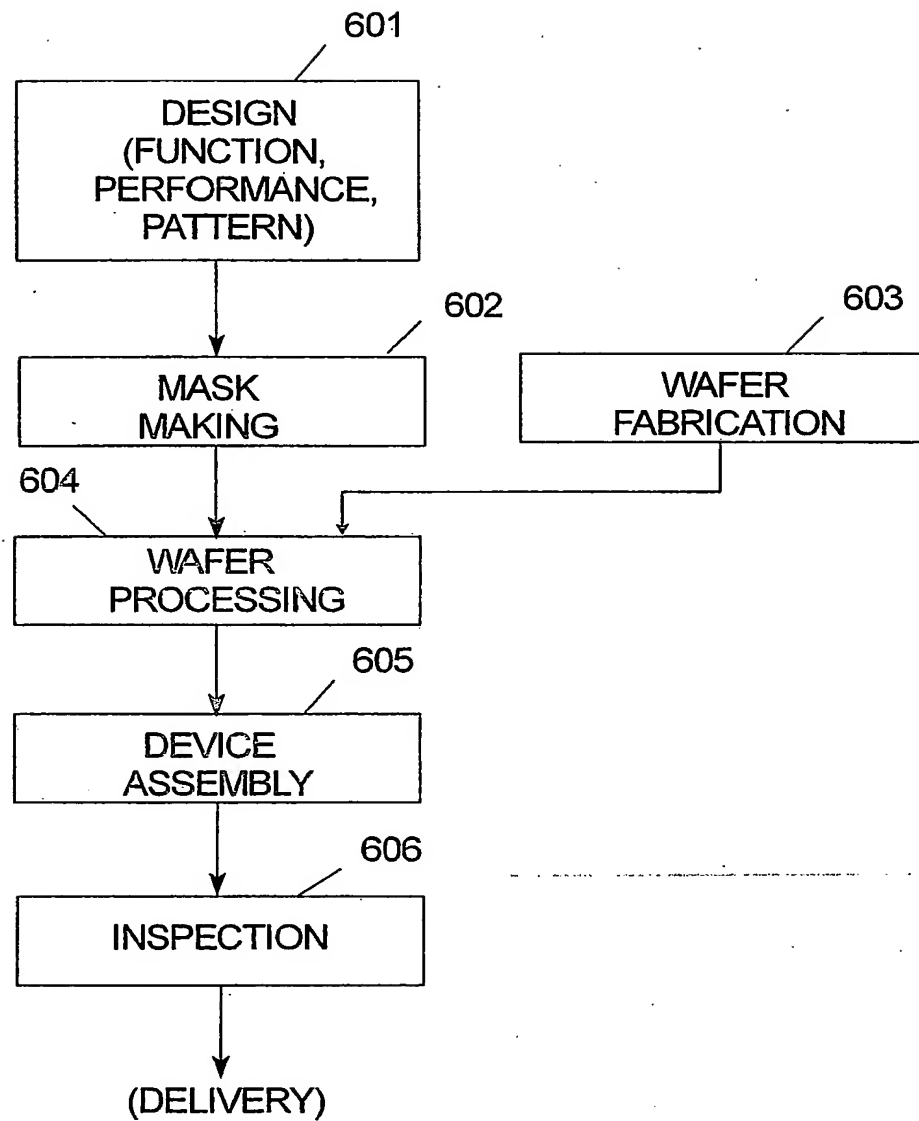 601
DESIGN
(FUNCTION,
PERFORMANCE,
PATTERN)
602
603
MASK
MAKING
WAFER
FABRICATION
604
WAFER
PROCESSING
605
DEVICE
ASSEMBLY
606
INSPECTION
(DELIVERY)